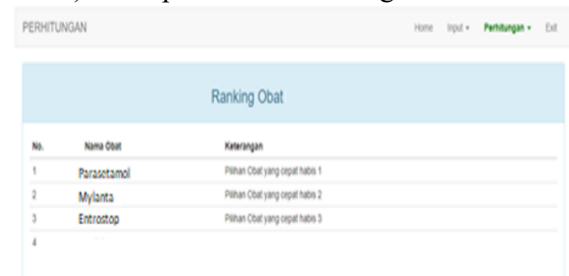 PERHITUNGAN Home Input Perhitungan Exit
Ranking Obat
No. Nama Obat Keterangan
1 Parasetamol Pilihan Obat yang cepat habis 1
2 Mylanta Pilihan Obat yang cepat habis 2
3 Entrostop Pilihan Obat yang cepat habis 3
4